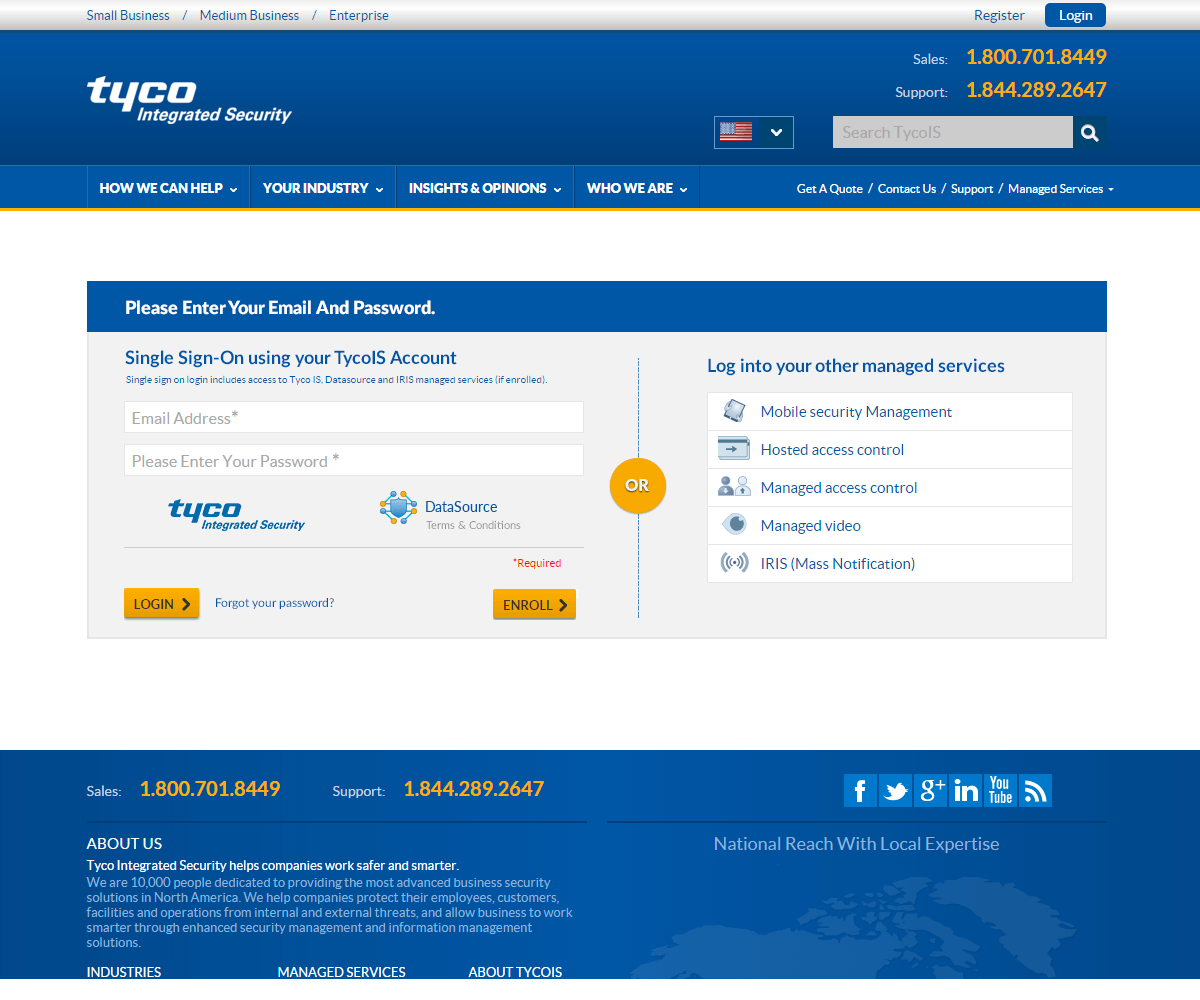 Small Business / Medium Business / Enterprise
Register
Login
Sales: 1.800.701.8449
Support: 1.844.289.2647
tyco
Integrated Security
Search TycoIS
HOW WE CAN HELP
YOUR INDUSTRY
INSIGHTS & OPINIONS
WHO WE ARE
Get A Quote / Contact Us / Support / Managed Services
Please Enter Your Email And Password.
Single Sign-On using your TycoIS Account
Single sign on login includes access to Tyco IS, Datasource and IRIS managed services (if enrolled).
Email Address*
Please Enter Your Password *
tyco
Integrated Security
DataSource
Terms & Conditions
*Required
LOGIN
Forgot your password?
ENROLL
OR
Log into your other managed services
Mobile security Management
Hosted access control
Managed access control
Managed video
IRIS (Mass Notification)
Sales: 1.800.701.8449
Support: 1.844.289.2647
f
g+
in
You
Tube
ABOUT US
Tyco Integrated Security helps companies work safer and smarter.
We are 10,000 people dedicated to providing the most advanced business security
solutions in North America. We help companies protect their employees, customers,
facilities and operations from internal and external threats, and allow business to work
smarter through enhanced security management and information management
solutions.
National Reach With Local Expertise
INDUSTRIES
MANAGED SERVICES
ABOUT TYCOIS